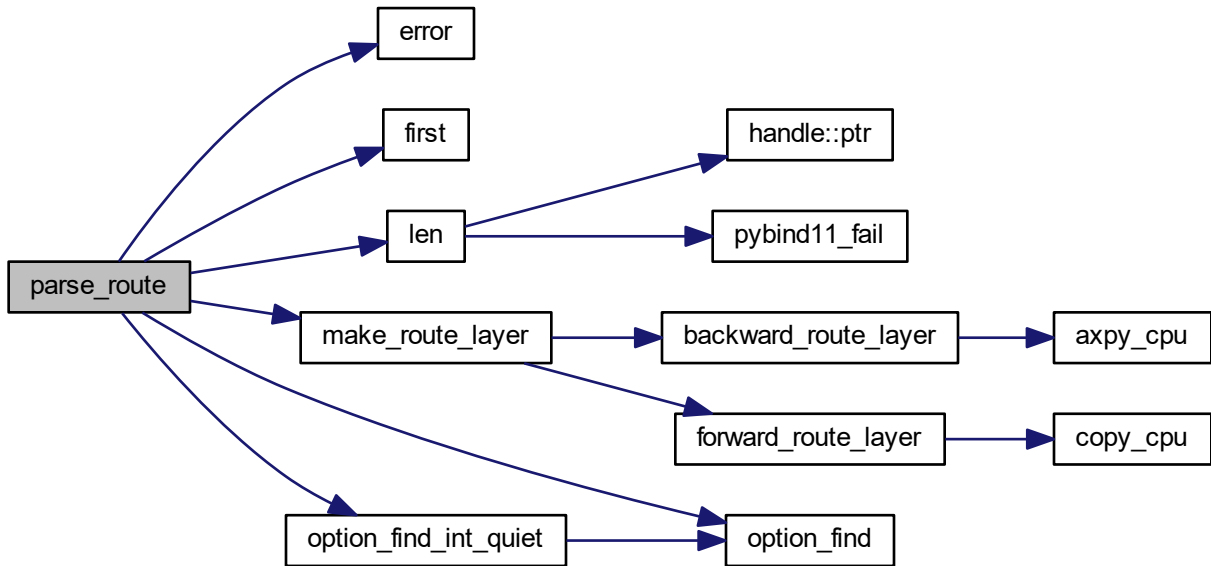 error
first
handle::ptr
len
pybind11_fail
parse_route
make_route_layer
backward_route_layer
axpy_cpu
forward_route_layer
copy_cpu
option_find_int_quiet
option_find